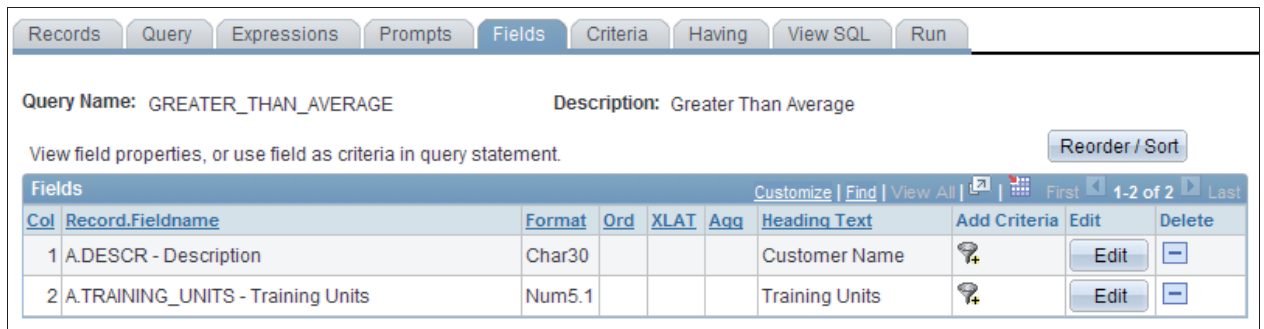 Records Query Expressions Prompts Fields Criteria Having View SQL Run
Query Name: GREATER_THAN_AVERAGE Description: Greater Than Average
View field properties, or use field as criteria in query statement. Reorder / Sort
Fields Customize | Find | View All | | First 1-2 of 2 Last
Col Record.Fieldname Format Ord XLAT Agg Heading Text Add Criteria Edit Delete
1 A.DESCR - Description Char30 Customer Name Edit
2 A.TRAINING_UNITS - Training Units Num5.1 Training Units Edit